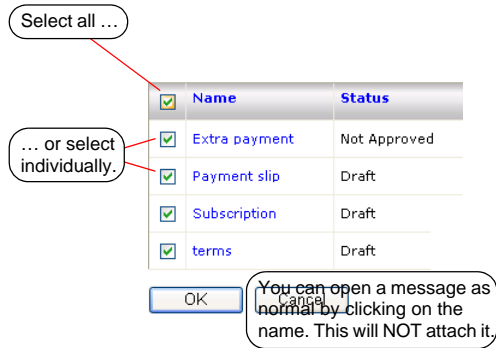 Select all …
Name Status
… or select
individually.
Extra payment Not Approved
Payment slip Draft
Subscription Draft
terms Draft
OK Cancel
You can open a message as
normal by clicking on the
name. This will NOT attach it.